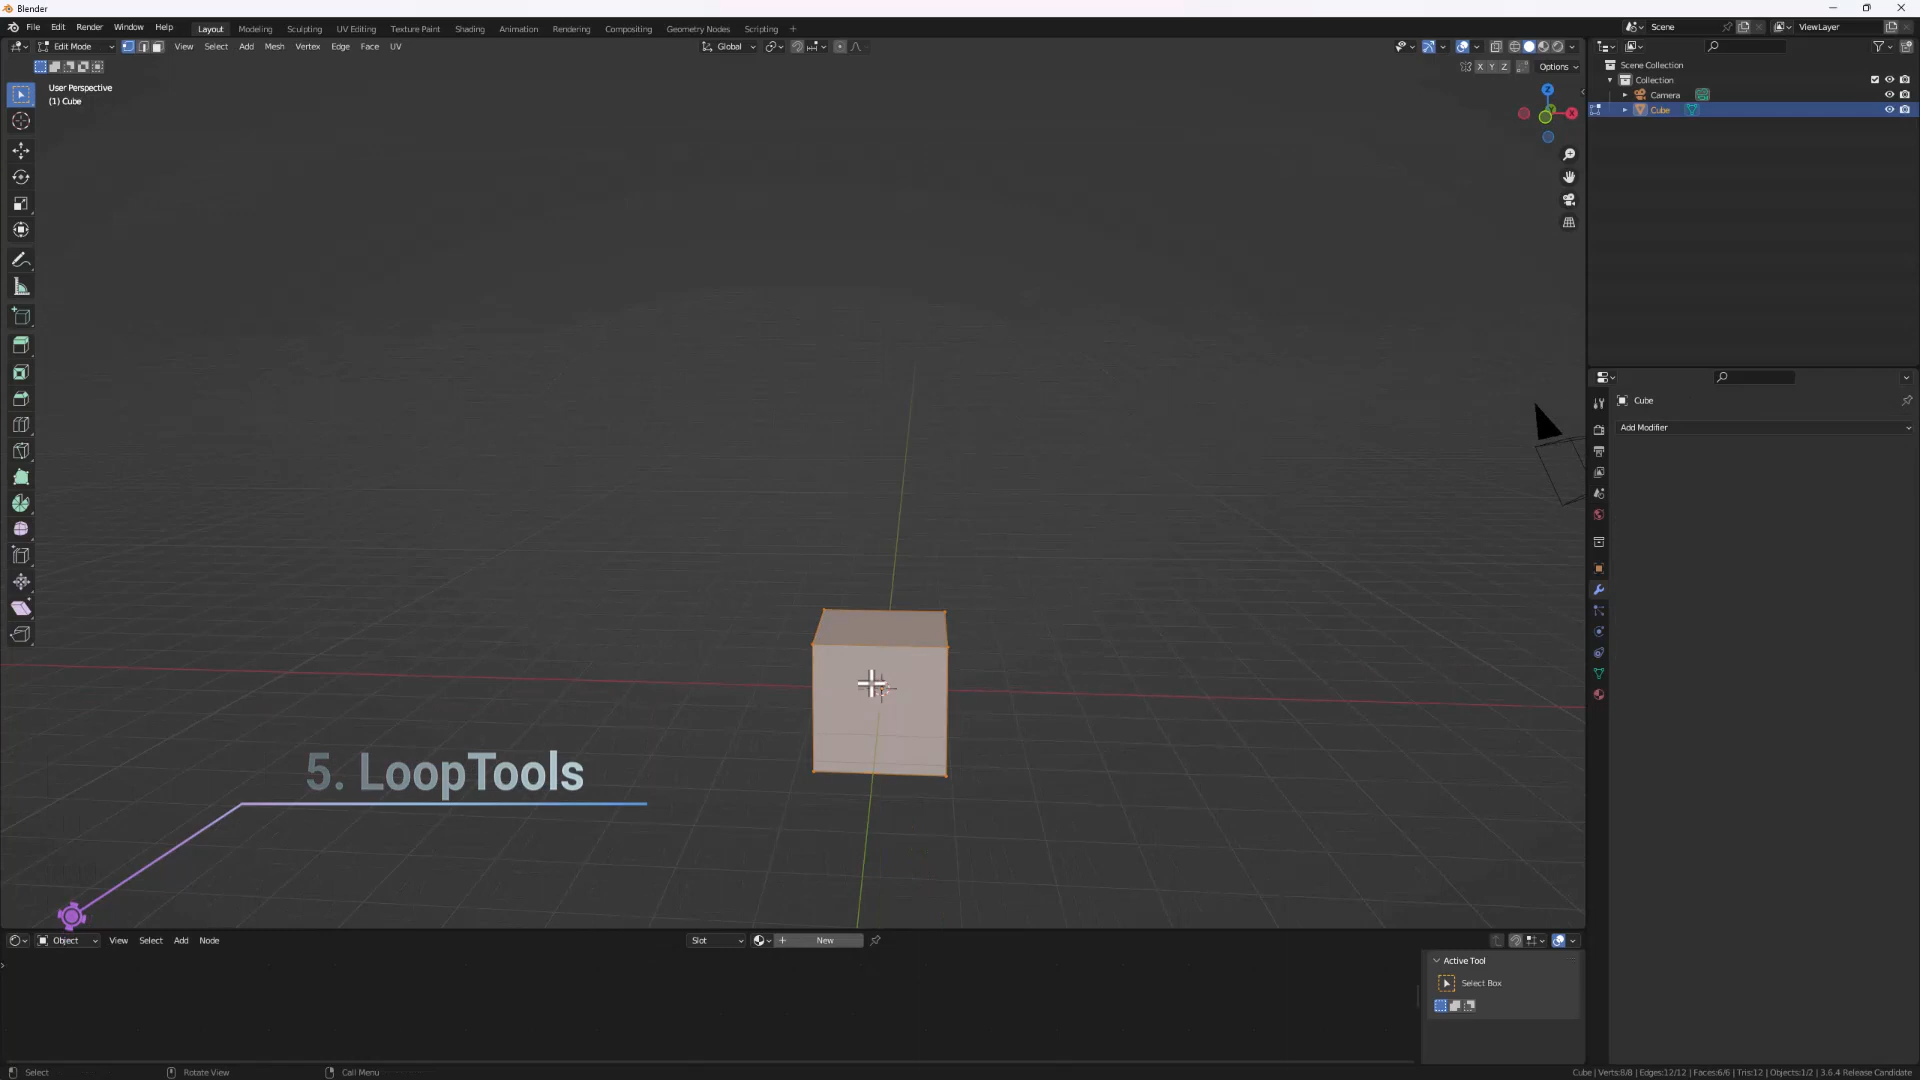 Blender
File Edit Render Window Help Layout Modeling Sculpting UV Editing Texture Paint Shading Animation Rendering Compositing Geometry Nodes Scripting + Scene ViewLayer
Edit Mode View Select Add Mesh Vertex Edge Face UV Global
X Y Z Options
User Perspective
(1) Cube
Z
X
Scene Collection
Collection
Camera
Cube
Cube
Add Modifier
5. LoopTools
Object View Select Add Node Slot + New
Active Tool
Select Box
Select Rotate View Call Menu Cube | Verts:8/8 | Edges:12/12 | Faces:6/6 | Tris:12 | Objects:1/2 | 3.6.4 Release Candidate